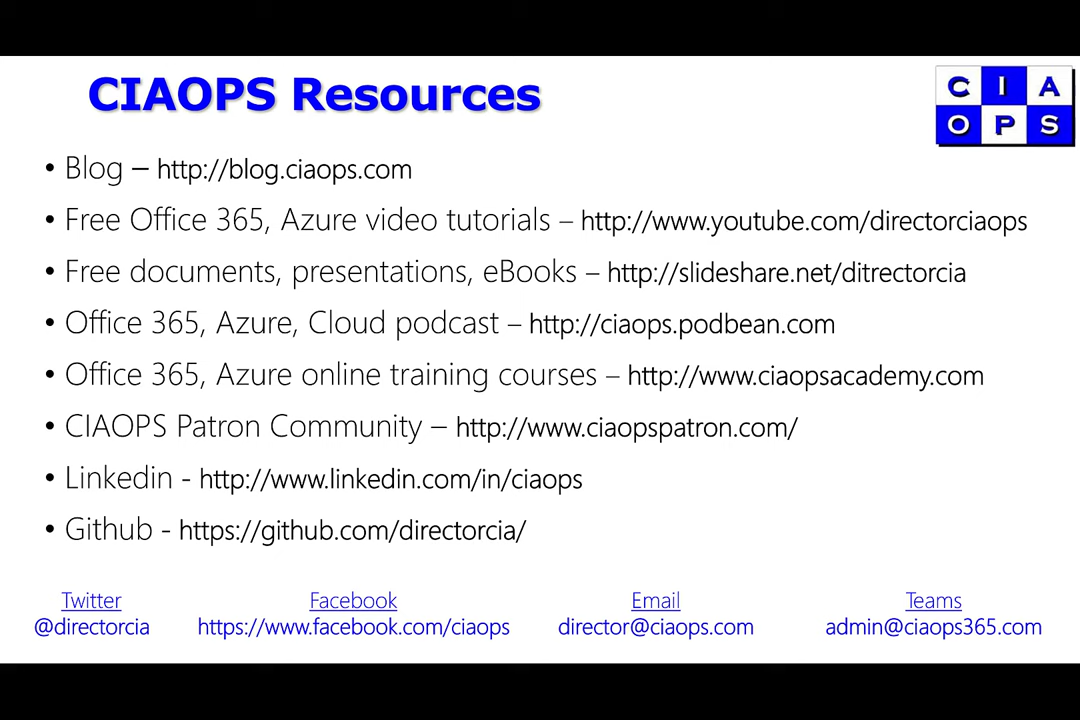 CIAOPS Resources
C I A
O P S
• Blog – http://blog.ciaops.com
• Free Office 365, Azure video tutorials – http://www.youtube.com/directorciaops
• Free documents, presentations, eBooks – http://slideshare.net/ditrectorcia
• Office 365, Azure, Cloud podcast – http://ciaops.podbean.com
• Office 365, Azure online training courses – http://www.ciaopsacademy.com
• CIAOPS Patron Community – http://www.ciaopspatron.com/
• Linkedin - http://www.linkedin.com/in/ciaops
• Github - https://github.com/directorcia/
Twitter Facebook Email Teams
@directorcia https://www.facebook.com/ciaops director@ciaops.com admin@ciaops365.com